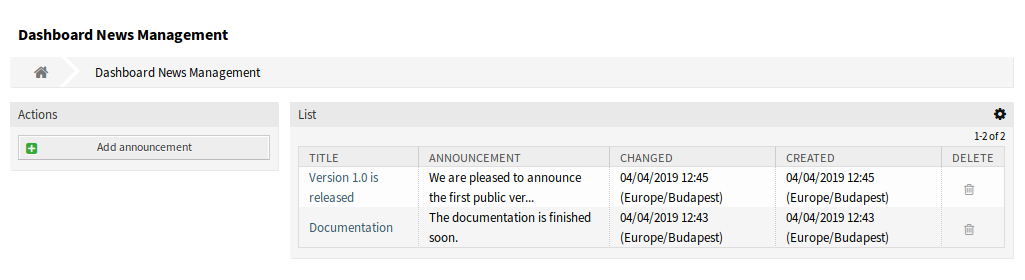 Dashboard News Management
Dashboard News Management
Actions
Add announcement
List
1-2 of 2
TITLE ANNOUNCEMENT CHANGED CREATED DELETE
Version 1.0 is We are pleased to announce 04/04/2019 12:45 04/04/2019 12:45
released the first public ver... (Europe/Budapest) (Europe/Budapest)
Documentation The documentation is finished 04/04/2019 12:43 04/04/2019 12:43
soon. (Europe/Budapest) (Europe/Budapest)